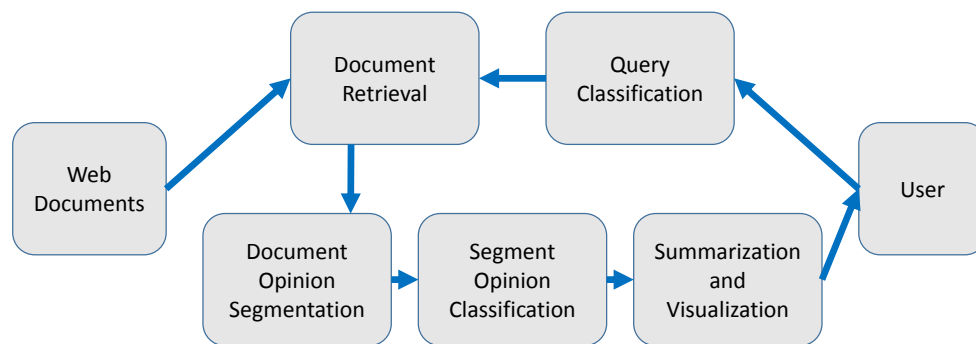 Document
Retrieval
Query
Classification
Web
Documents
User
Document
Opinion
Segmentation
Segment
Opinion
Classification
Summarization
and
Visualization